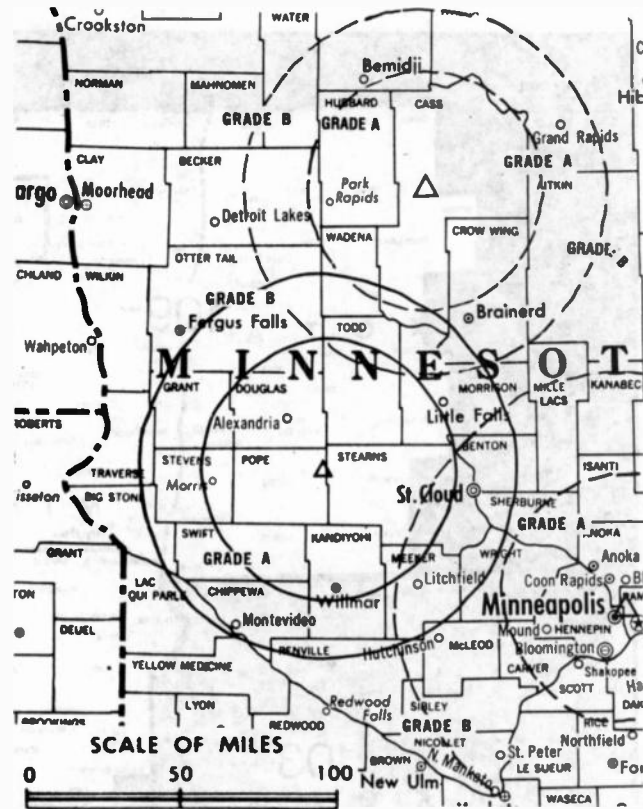 WATER
Crookston
Bemidji
NORMAN
MAHNOMEN
HUBBARD
CASS
GRADE B
GRADE A
Grand Rapids
CLAY
BECKER
GRADE A
AITKIN
Moorhead
Park Rapids
Detroit Lakes
WADENA
CROW WING
OTTER TAIL
GRADE B
WILKIN
GRADE B
Brainerd
Fergus Falls
TODD
Wahpeton
MINNESOT
GRANT
DOUGLAS
MORRISON
MILLE LACS
KANABEC
ROBERTS
Alexandria
Little Falls
BENTON
STEVENS
POPE
STEARNS
ISANTI
TRAVERSE
Morris
BIG STONE
St. Cloud
SHERBURNE
SWIFT
GRADE A
ANOKA
GRANT
GRADE A
KANDIYOHI
MEEKER
WRIGHT
Anoka
LAC QUI PARLE
CHIPPEWA
Litchfield
Coon Rapids
Willmar
Minneapolis
Montevideo
Mound
HENNEPIN
DEUEL
RENVILLE
Hutchinson
McLEOD
Bloomington
YELLOW MEDICINE
CARVER
Shakopee
SCOTT
LYON
Redwood Falls
SIBLEY
REDWOOD
GRADE B
RICE
BROOKINGS
NICOLLET
Northfield
SCALE OF MILES
BROWN
St. Peter
LE SUEUR
New Ulm
N. Mankato
0 50 100
WASECA